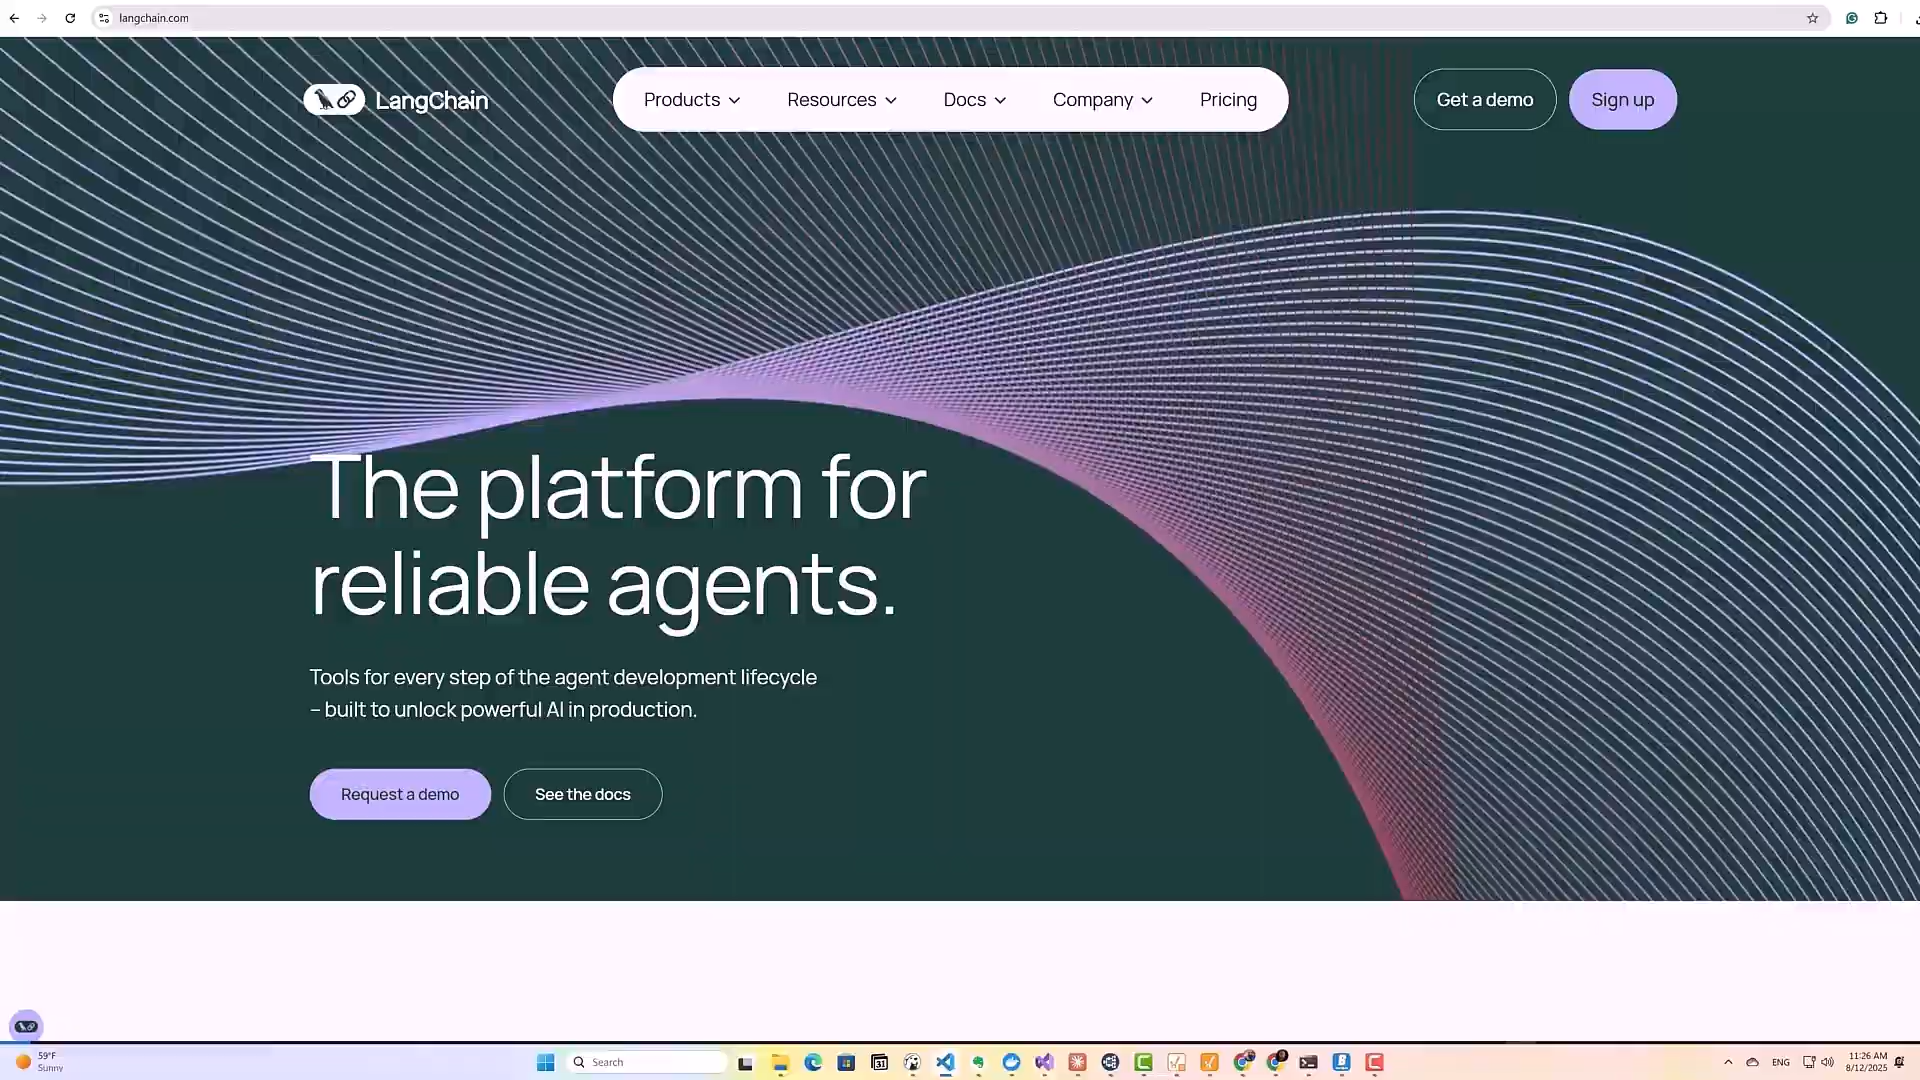 langchain.com
LangChain
Products
Resources
Docs
Company
Pricing
Get a demo
Sign up
The platform for
reliable agents.
Tools for every step of the agent development lifecycle
– built to unlock powerful AI in production.
Request a demo
See the docs
59°F
Sunny
Search
31
ENG
11:26 AM
8/12/2025